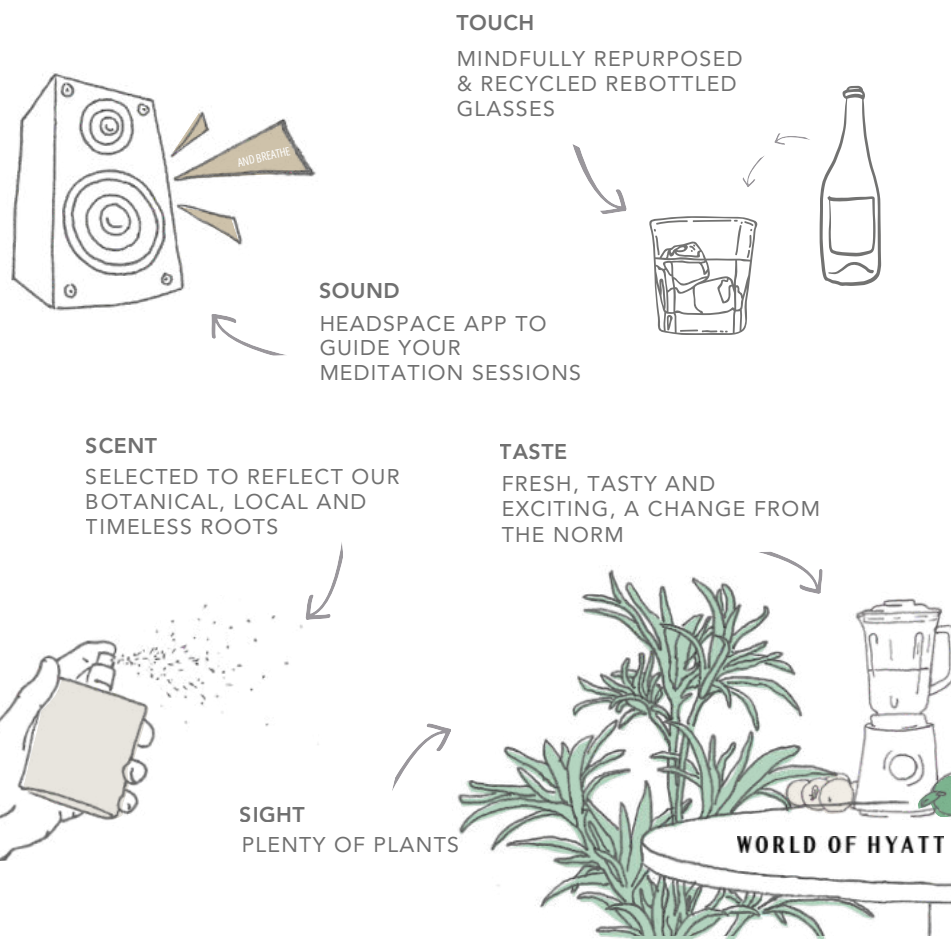 TOUCH
MINDFULLY REPURPOSED
& RECYCLED REBOTTLED
GLASSES
AND BREATHE
SOUND
HEADSPACE APP TO
GUIDE YOUR
MEDITATION SESSIONS
SCENT
SELECTED TO REFLECT OUR
BOTANICAL, LOCAL AND
TIMELESS ROOTS
TASTE
FRESH, TASTY AND
EXCITING, A CHANGE FROM
THE NORM
SIGHT
PLENTY OF PLANTS
WORLD OF HYATT